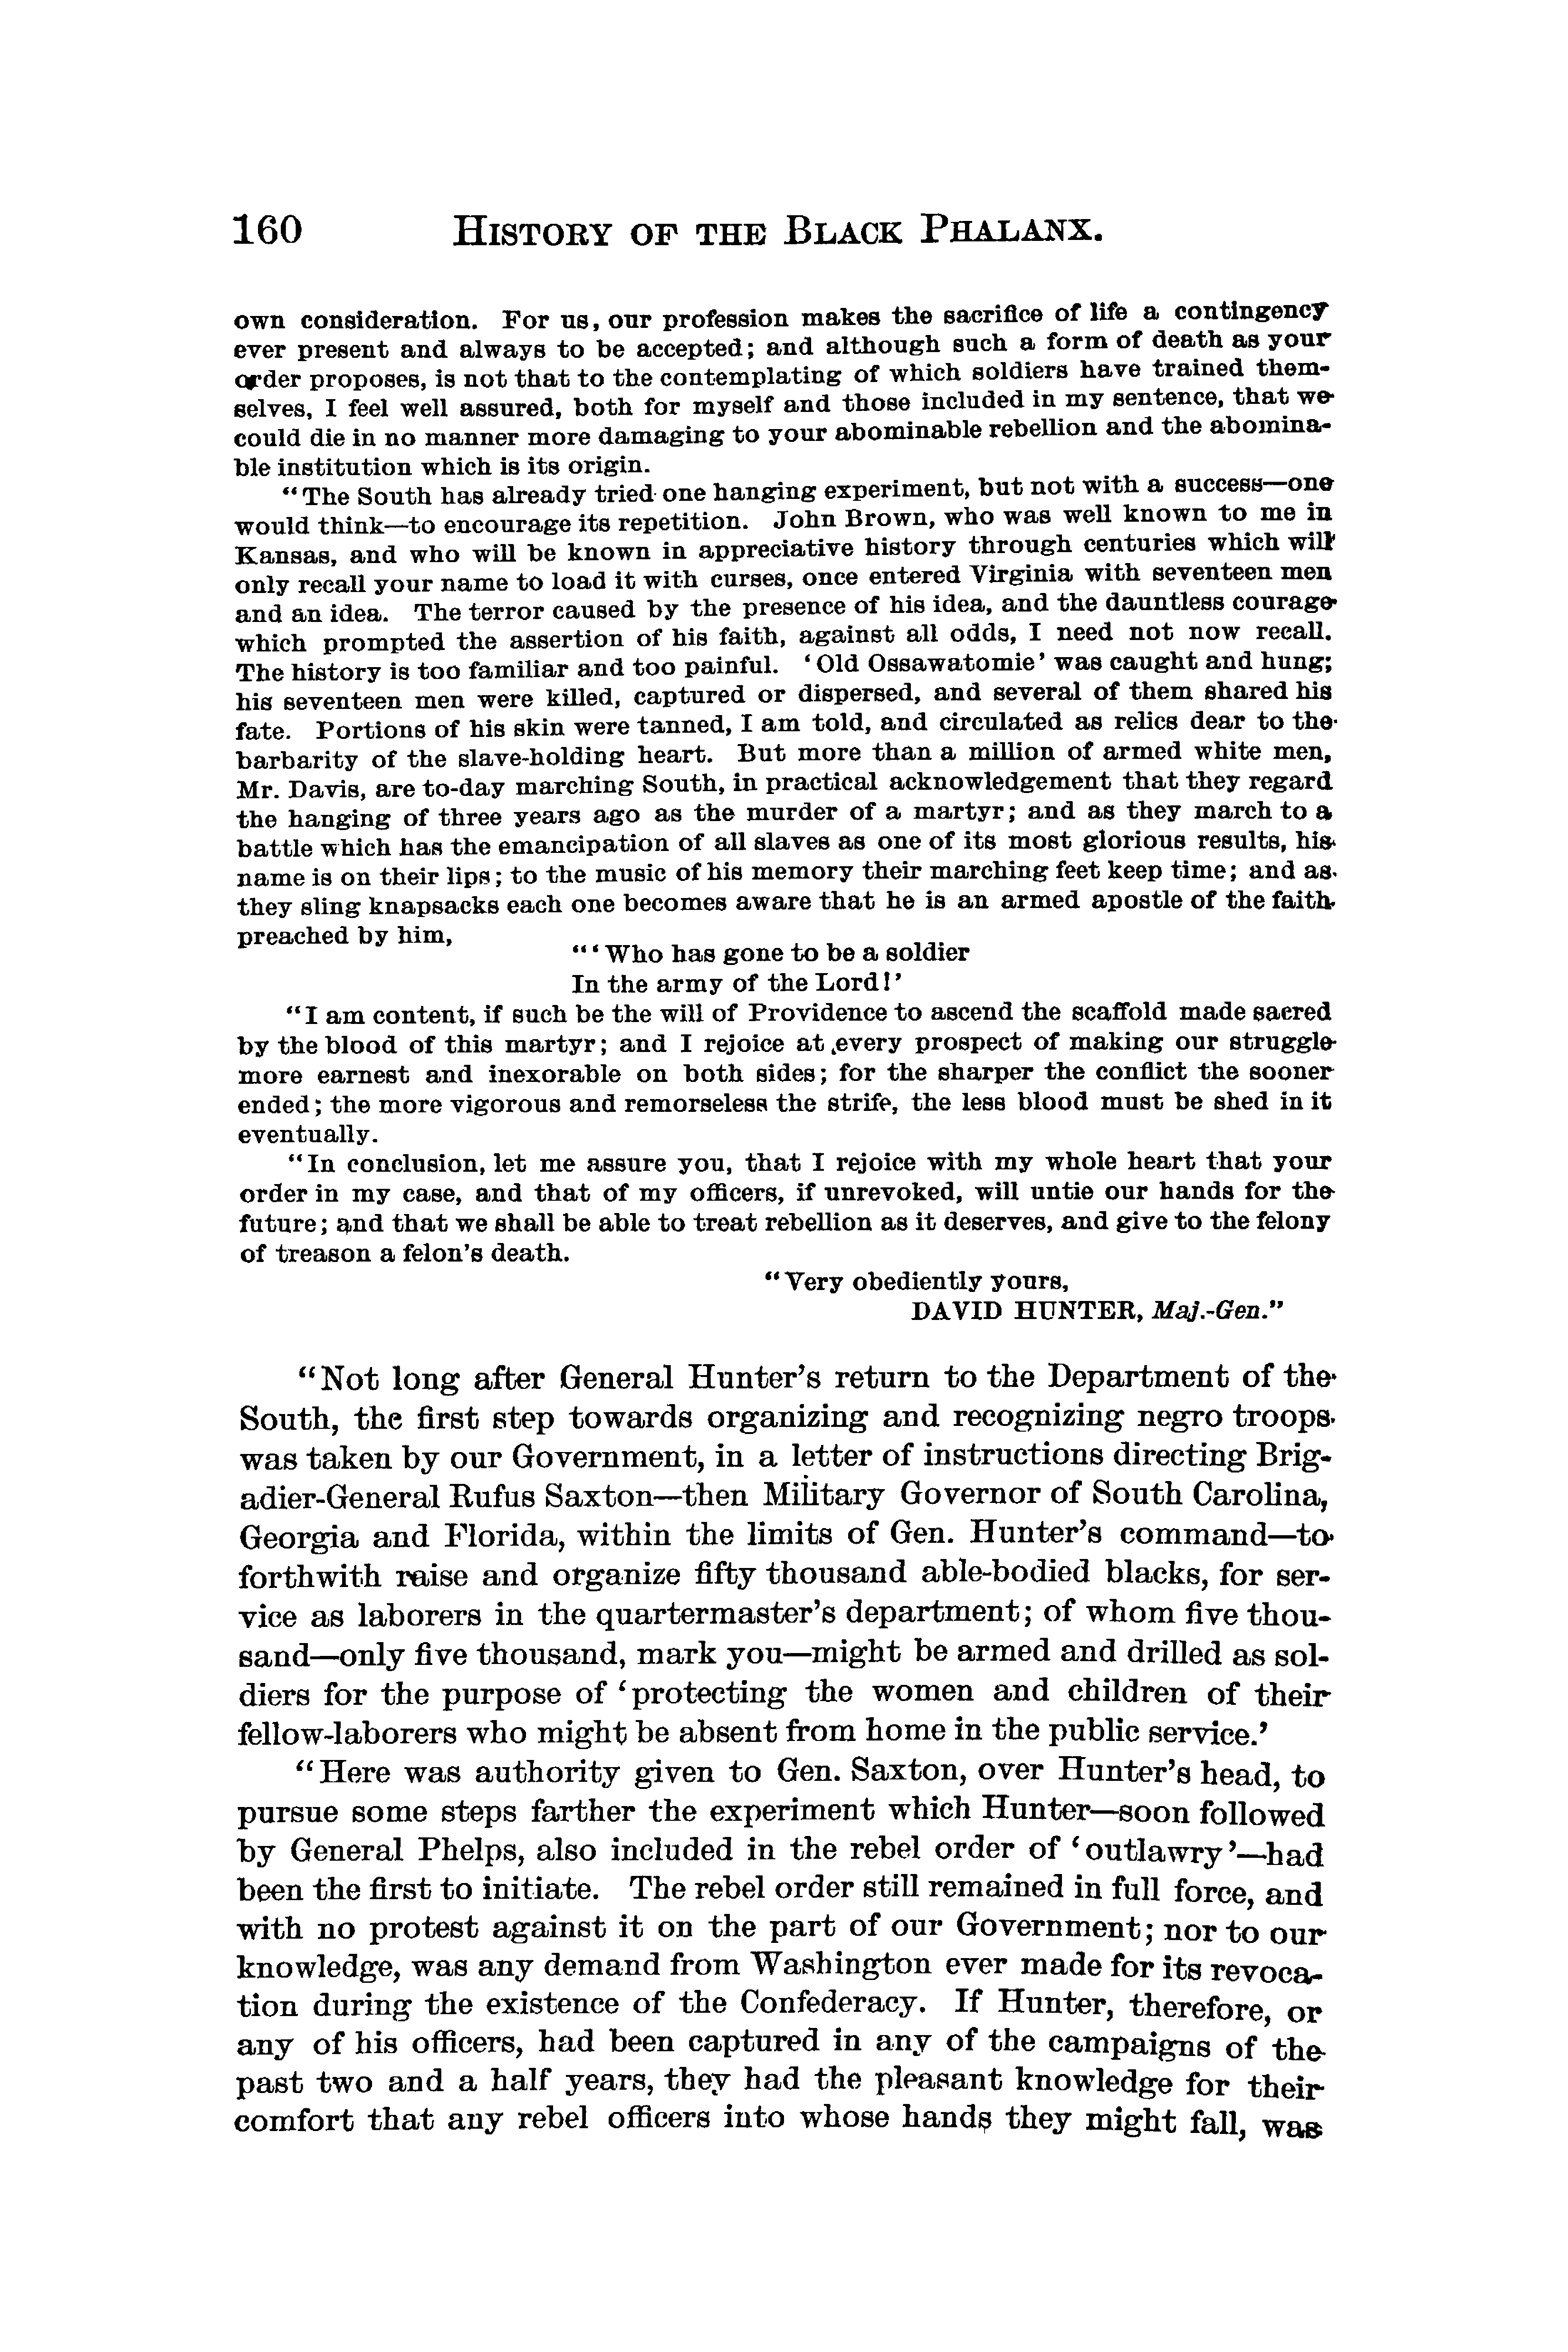 160 HISTORY OF THE BLACK PHALANX.
own consideration. For us, our profession makes the sacrifice of life a contingency
ever present and always to be accepted; and although such a form of death as your
order proposes, is not that to the contemplating of which soldiers have trained them-
selves, I feel well assured, both for myself and those included in my sentence, that we
could die in no manner more damaging to your abominable rebellion and the abomina-
ble institution which is its origin.
“The South has already tried one hanging experiment, but not with a success—one
would think—to encourage its repetition. John Brown, who was well known to me in
Kansas, and who will be known in appreciative history through centuries which will
only recall your name to load it with curses, once entered Virginia with seventeen men
and an idea. The terror caused by the presence of his idea, and the dauntless courage
which prompted the assertion of his faith, against all odds, I need not now recall.
The history is too familiar and too painful. ‘Old Ossawatomie’ was caught and hung;
his seventeen men were killed, captured or dispersed, and several of them shared his
fate. Portions of his skin were tanned, I am told, and circulated as relics dear to the
barbarity of the slave-holding heart. But more than a million of armed white men,
Mr. Davis, are to-day marching South, in practical acknowledgement that they regard
the hanging of three years ago as the murder of a martyr; and as they march to a
battle which has the emancipation of all slaves as one of its most glorious results, his
name is on their lips; to the music of his memory their marching feet keep time; and as
they sling knapsacks each one becomes aware that he is an armed apostle of the faith
preached by him,
“‘Who has gone to be a soldier
In the army of the Lord!’
“I am content, if such be the will of Providence to ascend the scaffold made sacred
by the blood of this martyr; and I rejoice at every prospect of making our struggle
more earnest and inexorable on both sides; for the sharper the conflict the sooner
ended; the more vigorous and remorseless the strife, the less blood must be shed in it
eventually.
“In conclusion, let me assure you, that I rejoice with my whole heart that your
order in my case, and that of my officers, if unrevoked, will untie our hands for the
future; and that we shall be able to treat rebellion as it deserves, and give to the felony
of treason a felon’s death.
“Very obediently yours,
DAVID HUNTER, Maj.-Gen.”
“Not long after General Hunter’s return to the Department of the
South, the first step towards organizing and recognizing negro troops
was taken by our Government, in a letter of instructions directing Brig-
adier-General Rufus Saxton—then Military Governor of South Carolina,
Georgia and Florida, within the limits of Gen. Hunter’s command—to
forthwith raise and organize fifty thousand able-bodied blacks, for ser-
vice as laborers in the quartermaster’s department; of whom five thou-
sand—only five thousand, mark you—might be armed and drilled as sol-
diers for the purpose of ‘protecting the women and children of their
fellow-laborers who might be absent from home in the public service.’
“Here was authority given to Gen. Saxton, over Hunter’s head, to
pursue some steps farther the experiment which Hunter—soon followed
by General Phelps, also included in the rebel order of ‘outlawry’—had
been the first to initiate. The rebel order still remained in full force, and
with no protest against it on the part of our Government; nor to our
knowledge, was any demand from Washington ever made for its revoca-
tion during the existence of the Confederacy. If Hunter, therefore, or
any of his officers, had been captured in any of the campaigns of the
past two and a half years, they had the pleasant knowledge for their
comfort that any rebel officers into whose hands they might fall, was